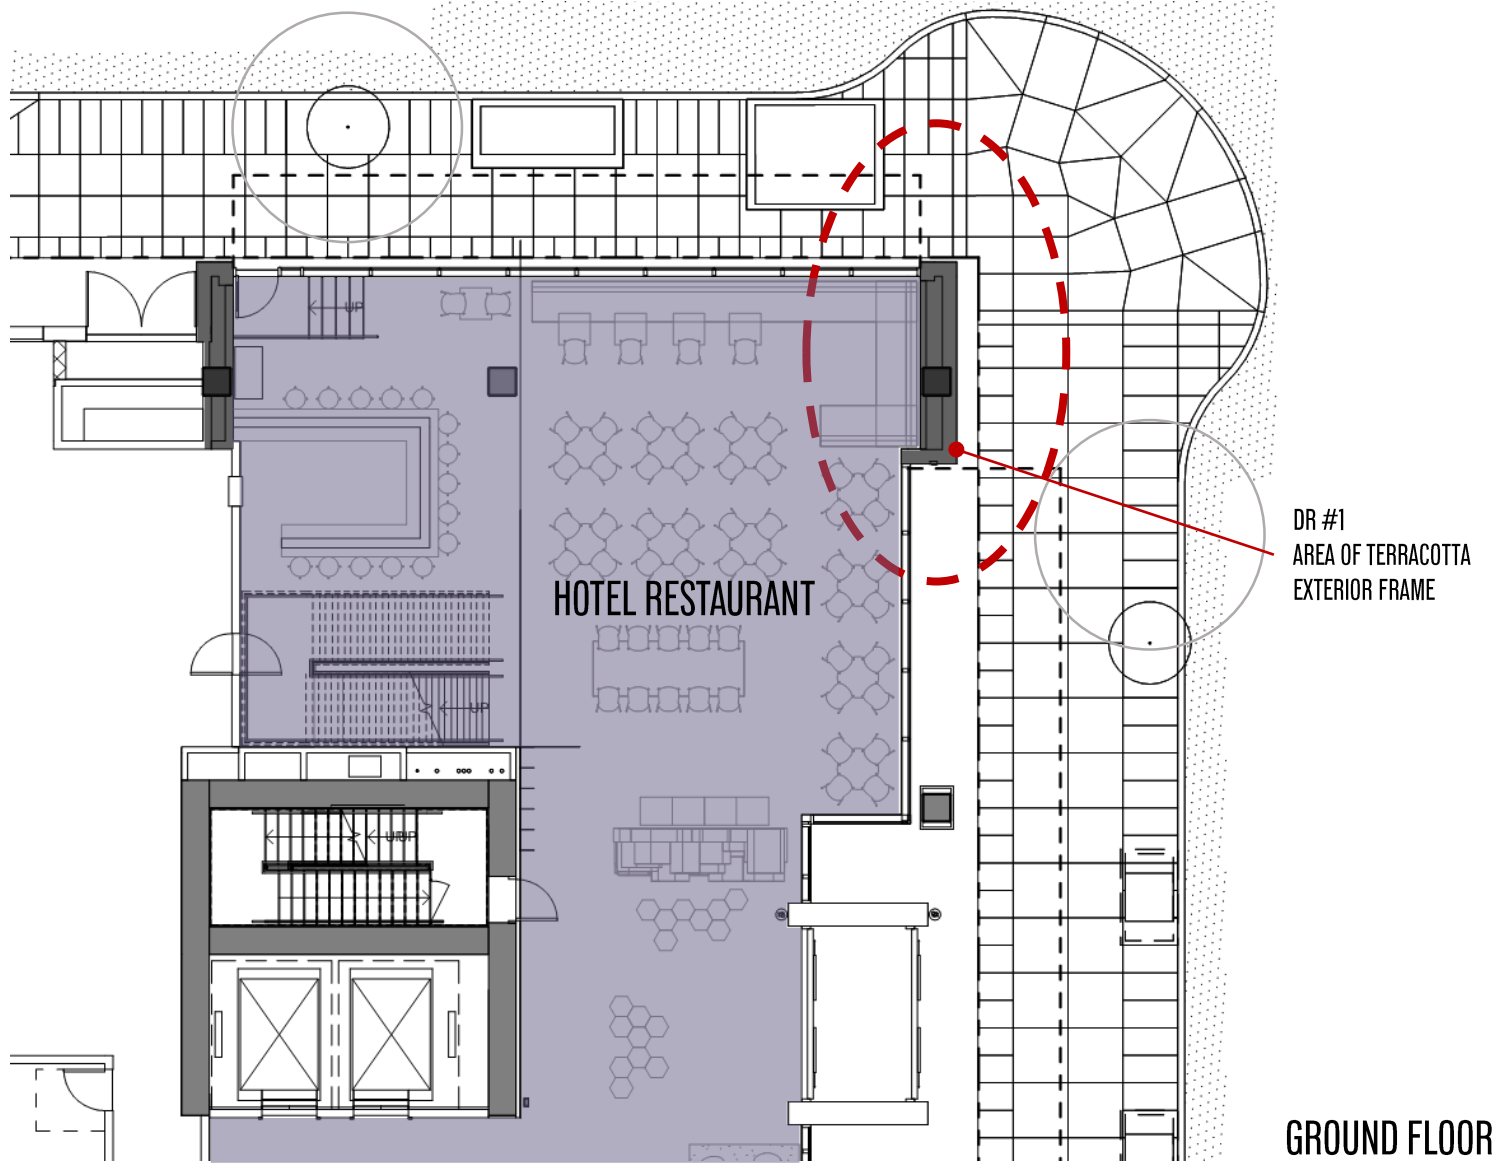 UP
HOTEL RESTAURANT
DR #1
AREA OF TERRACOTTA
EXTERIOR FRAME
UP
UP
GROUND FLOOR